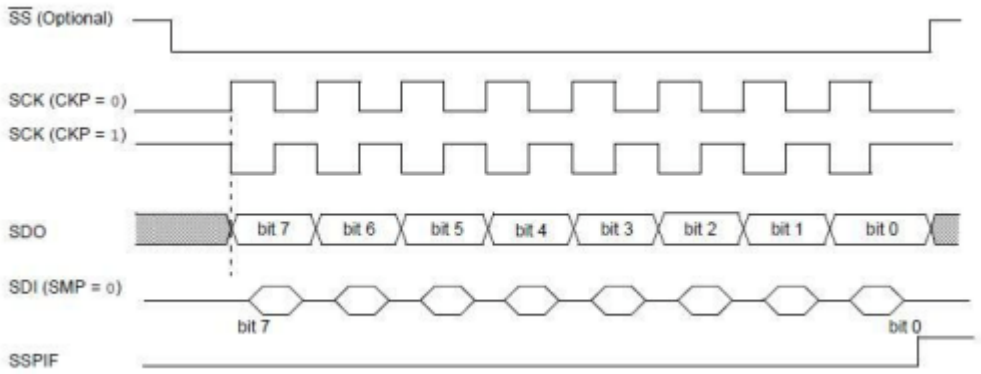 SS (Optional)
SCK (CKP = 0)
SCK (CKP = 1)
SDO
bit 7 bit 6 bit 5 bit 4 bit 3 bit 2 bit 1 bit 0
SDI (SMP = 0)
bit 7 bit 0
SSPIF